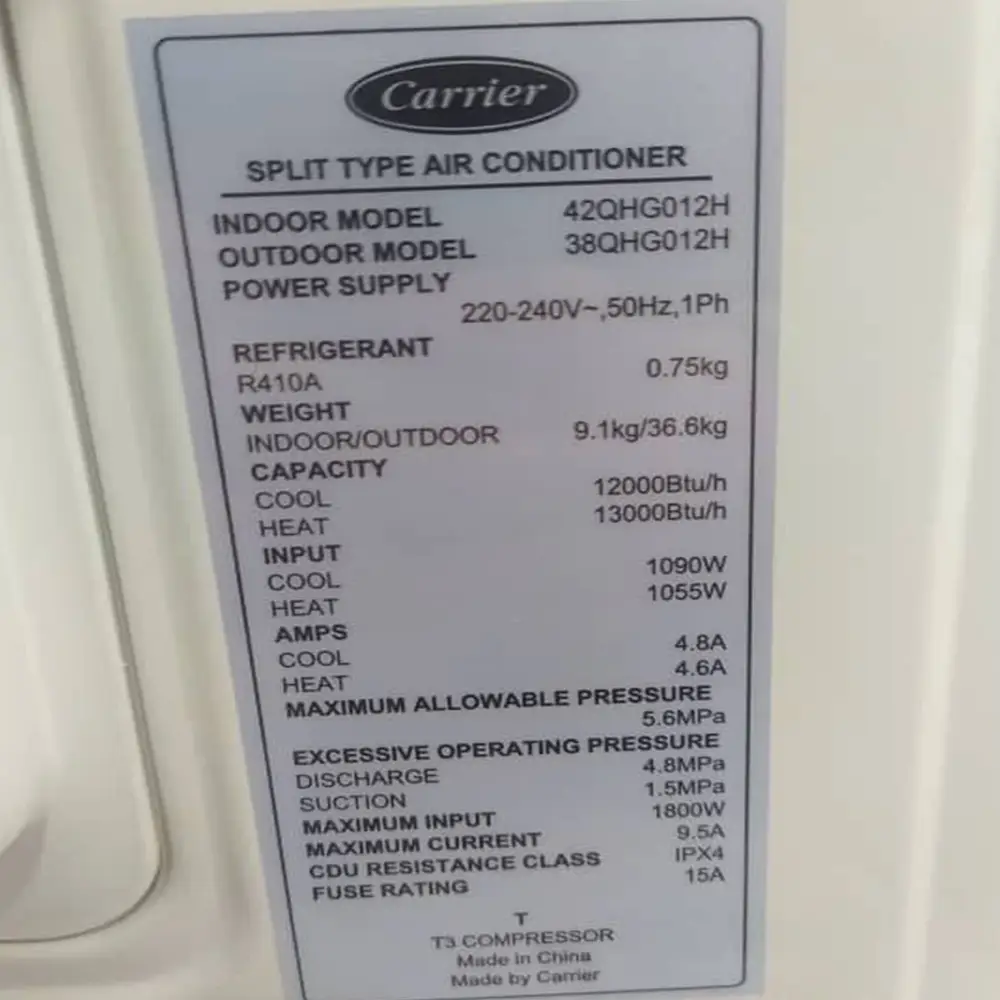 Carrier
SPLIT TYPE AIR CONDITIONER
INDOOR MODEL 42QHG012H
OUTDOOR MODEL 38QHG012H
POWER SUPPLY
220-240V~,50Hz,1Ph
REFRIGERANT
R410A 0.75kg
WEIGHT
INDOOR/OUTDOOR 9.1kg/36.6kg
CAPACITY
COOL 12000Btu/h
HEAT 13000Btu/h
INPUT
COOL 1090W
HEAT 1055W
AMPS
COOL 4.8A
HEAT 4.6A
MAXIMUM ALLOWABLE PRESSURE
5.6MPa
EXCESSIVE OPERATING PRESSURE
DISCHARGE 4.8MPa
SUCTION 1.5MPa
MAXIMUM INPUT 1800W
MAXIMUM CURRENT 9.5A
CDU RESISTANCE CLASS IPX4
FUSE RATING 15A
T
T3 COMPRESSOR
Made in China
Made by Carrier